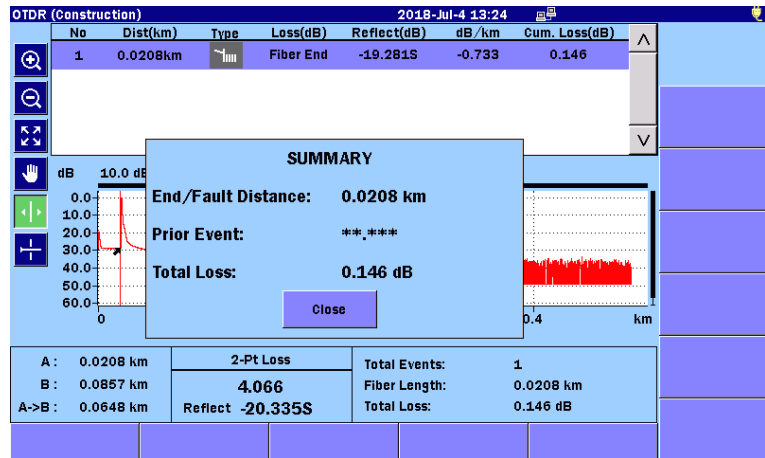 OTDR (Construction) 2018-Jul-4 13:24
No Dist(km) Type Loss(dB) Reflect(dB) dB/km Cum. Loss(dB)
1 0.0208km Fiber End -19.281S -0.733 0.146
dB 10.0 dB
0.0
10.0
20.0
30.0
40.0
50.0
60.0
0 0.4 km
SUMMARY
End/Fault Distance: 0.0208 km
Prior Event: **.***
Total Loss: 0.146 dB
Close
A : 0.0208 km
B : 0.0857 km
A->B : 0.0648 km
2-Pt Loss
4.066
Reflect -20.335S
Total Events: 1
Fiber Length: 0.0208 km
Total Loss: 0.146 dB